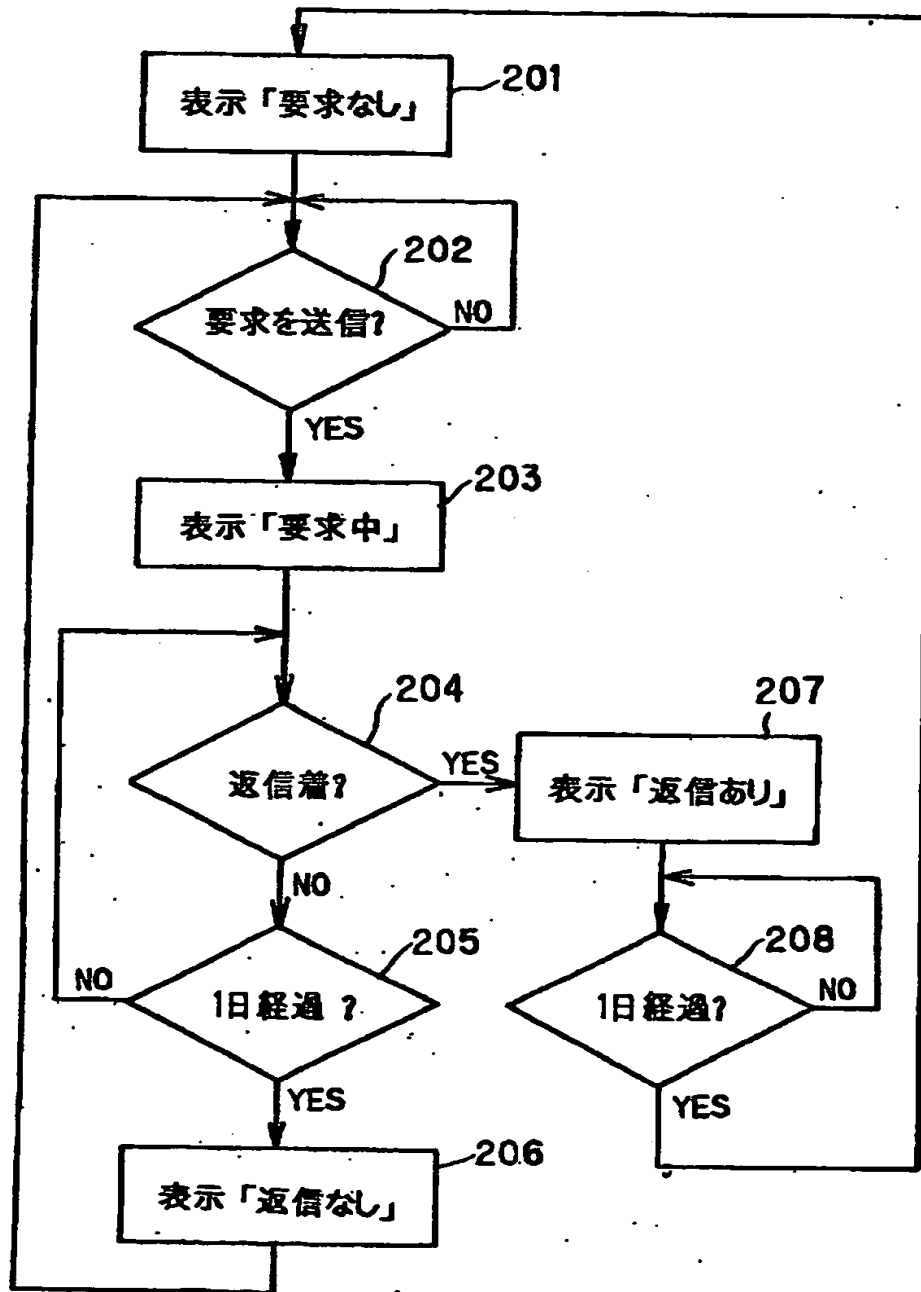 201
表示「要求なし」
202
要求を送信?
NO
YES
203
表示「要求中」
204
返信着?
YES
NO
207
表示「返信あり」
205
1日経過 ?
NO
YES
208
1日経過?
NO
YES
206
表示「返信なし」